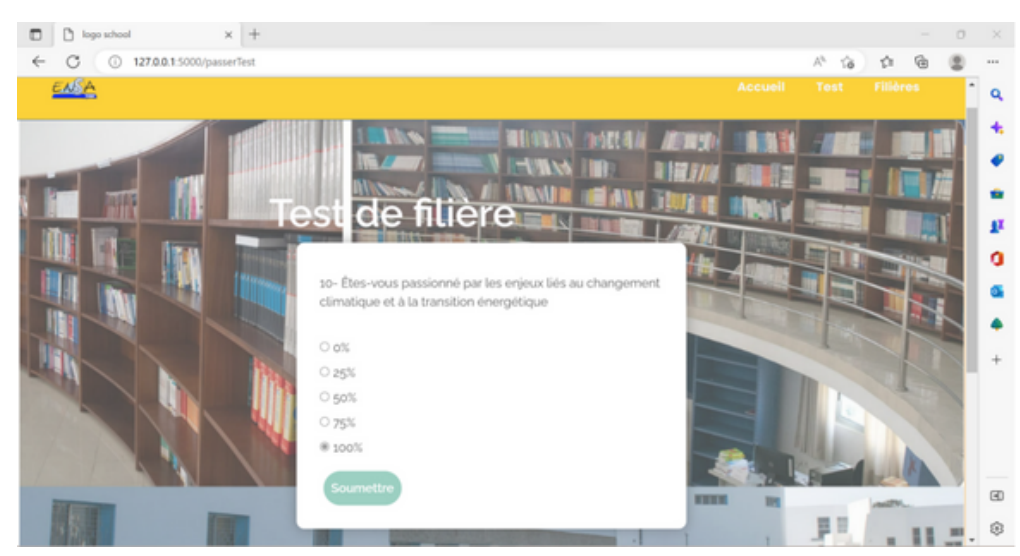 logo school
127.0.0.1:5000/passerTest
ENSA
Accueil Test Filières
Test de filière
10- Êtes-vous passionné par les enjeux liés au changement
climatique et à la transition énergétique
0%
25%
50%
75%
100%
Soumettre